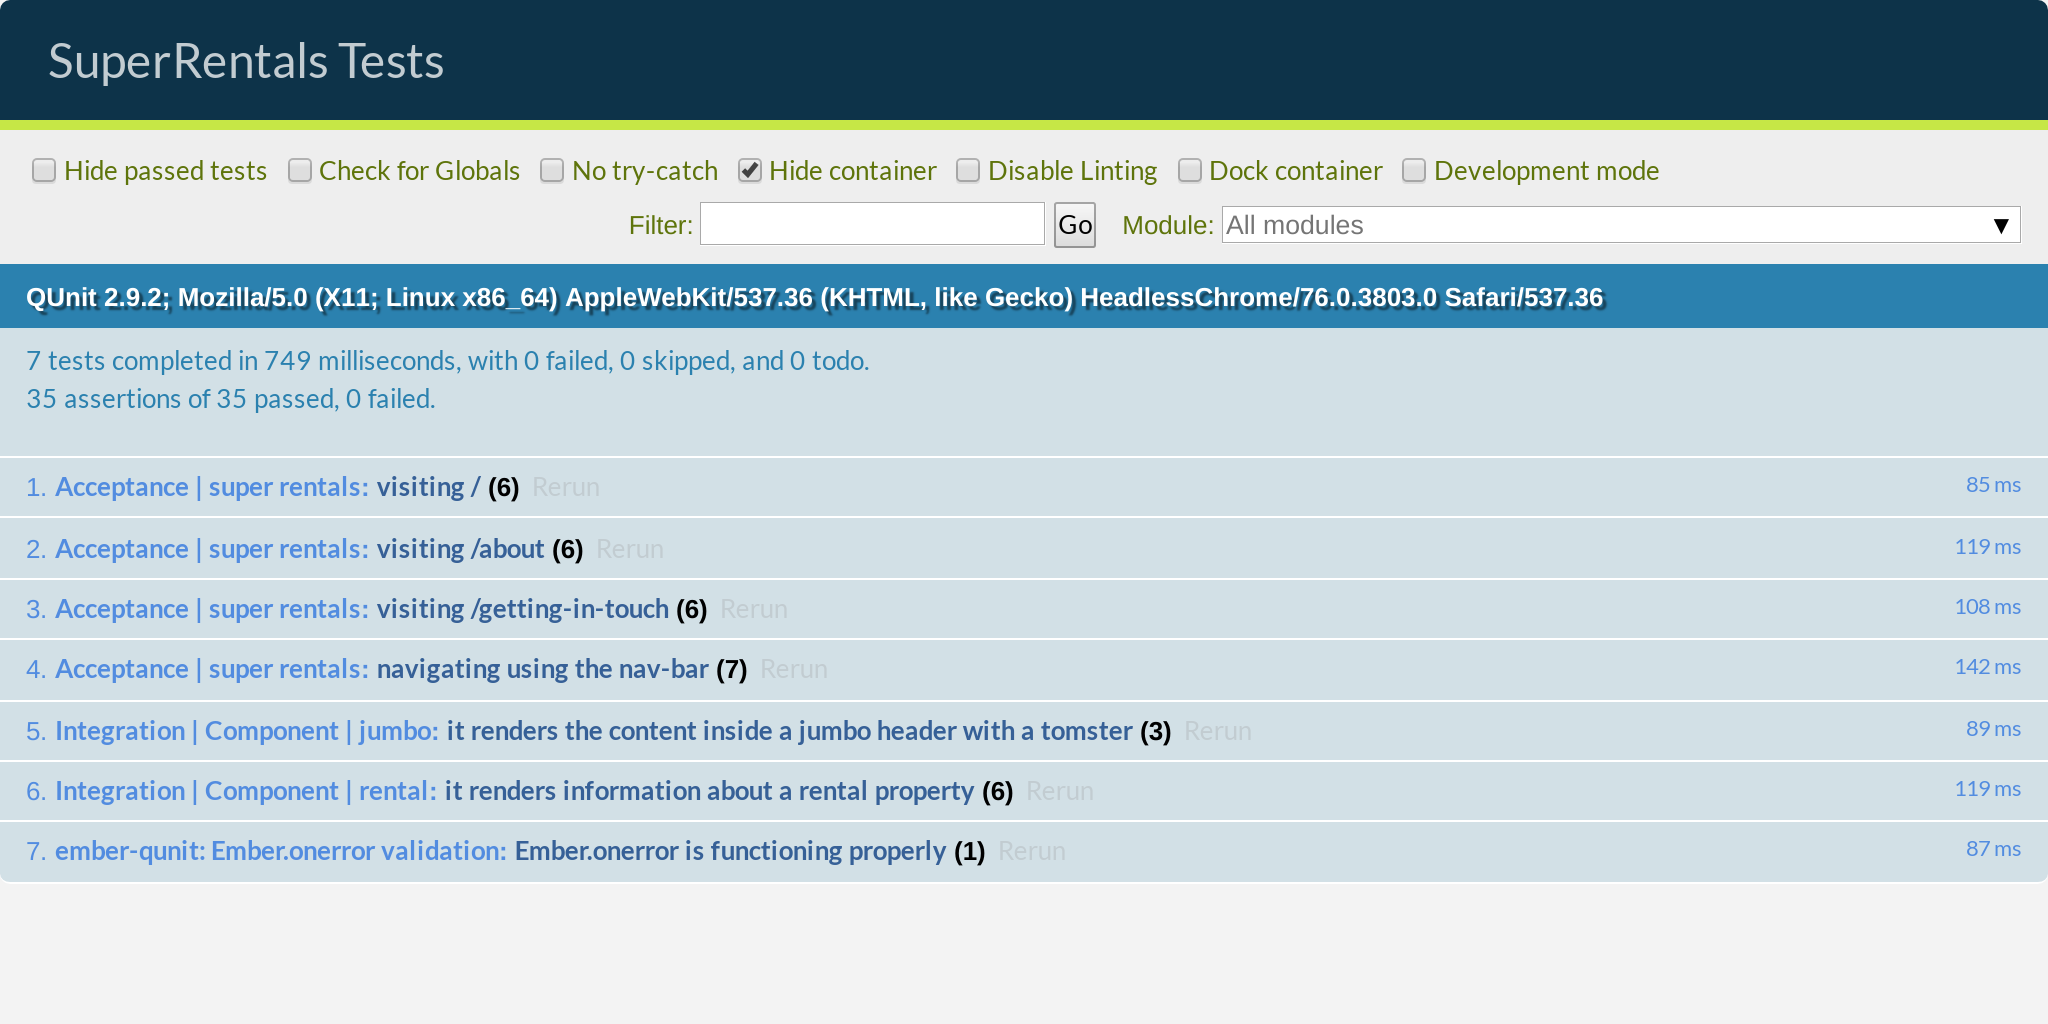 SuperRentals Tests
Hide passed tests Check for Globals No try-catch Hide container Disable Linting Dock container Development mode
Filter: Go Module: All modules ▼
QUnit 2.9.2; Mozilla/5.0 (X11; Linux x86_64) AppleWebKit/537.36 (KHTML, like Gecko) HeadlessChrome/76.0.3803.0 Safari/537.36
7 tests completed in 749 milliseconds, with 0 failed, 0 skipped, and 0 todo.
35 assertions of 35 passed, 0 failed.
1. Acceptance | super rentals: visiting / (6) Rerun 85 ms
2. Acceptance | super rentals: visiting /about (6) Rerun 119 ms
3. Acceptance | super rentals: visiting /getting-in-touch (6) Rerun 108 ms
4. Acceptance | super rentals: navigating using the nav-bar (7) Rerun 142 ms
5. Integration | Component | jumbo: it renders the content inside a jumbo header with a tomster (3) Rerun 89 ms
6. Integration | Component | rental: it renders information about a rental property (6) Rerun 119 ms
7. ember-qunit: Ember.onerror validation: Ember.onerror is functioning properly (1) Rerun 87 ms